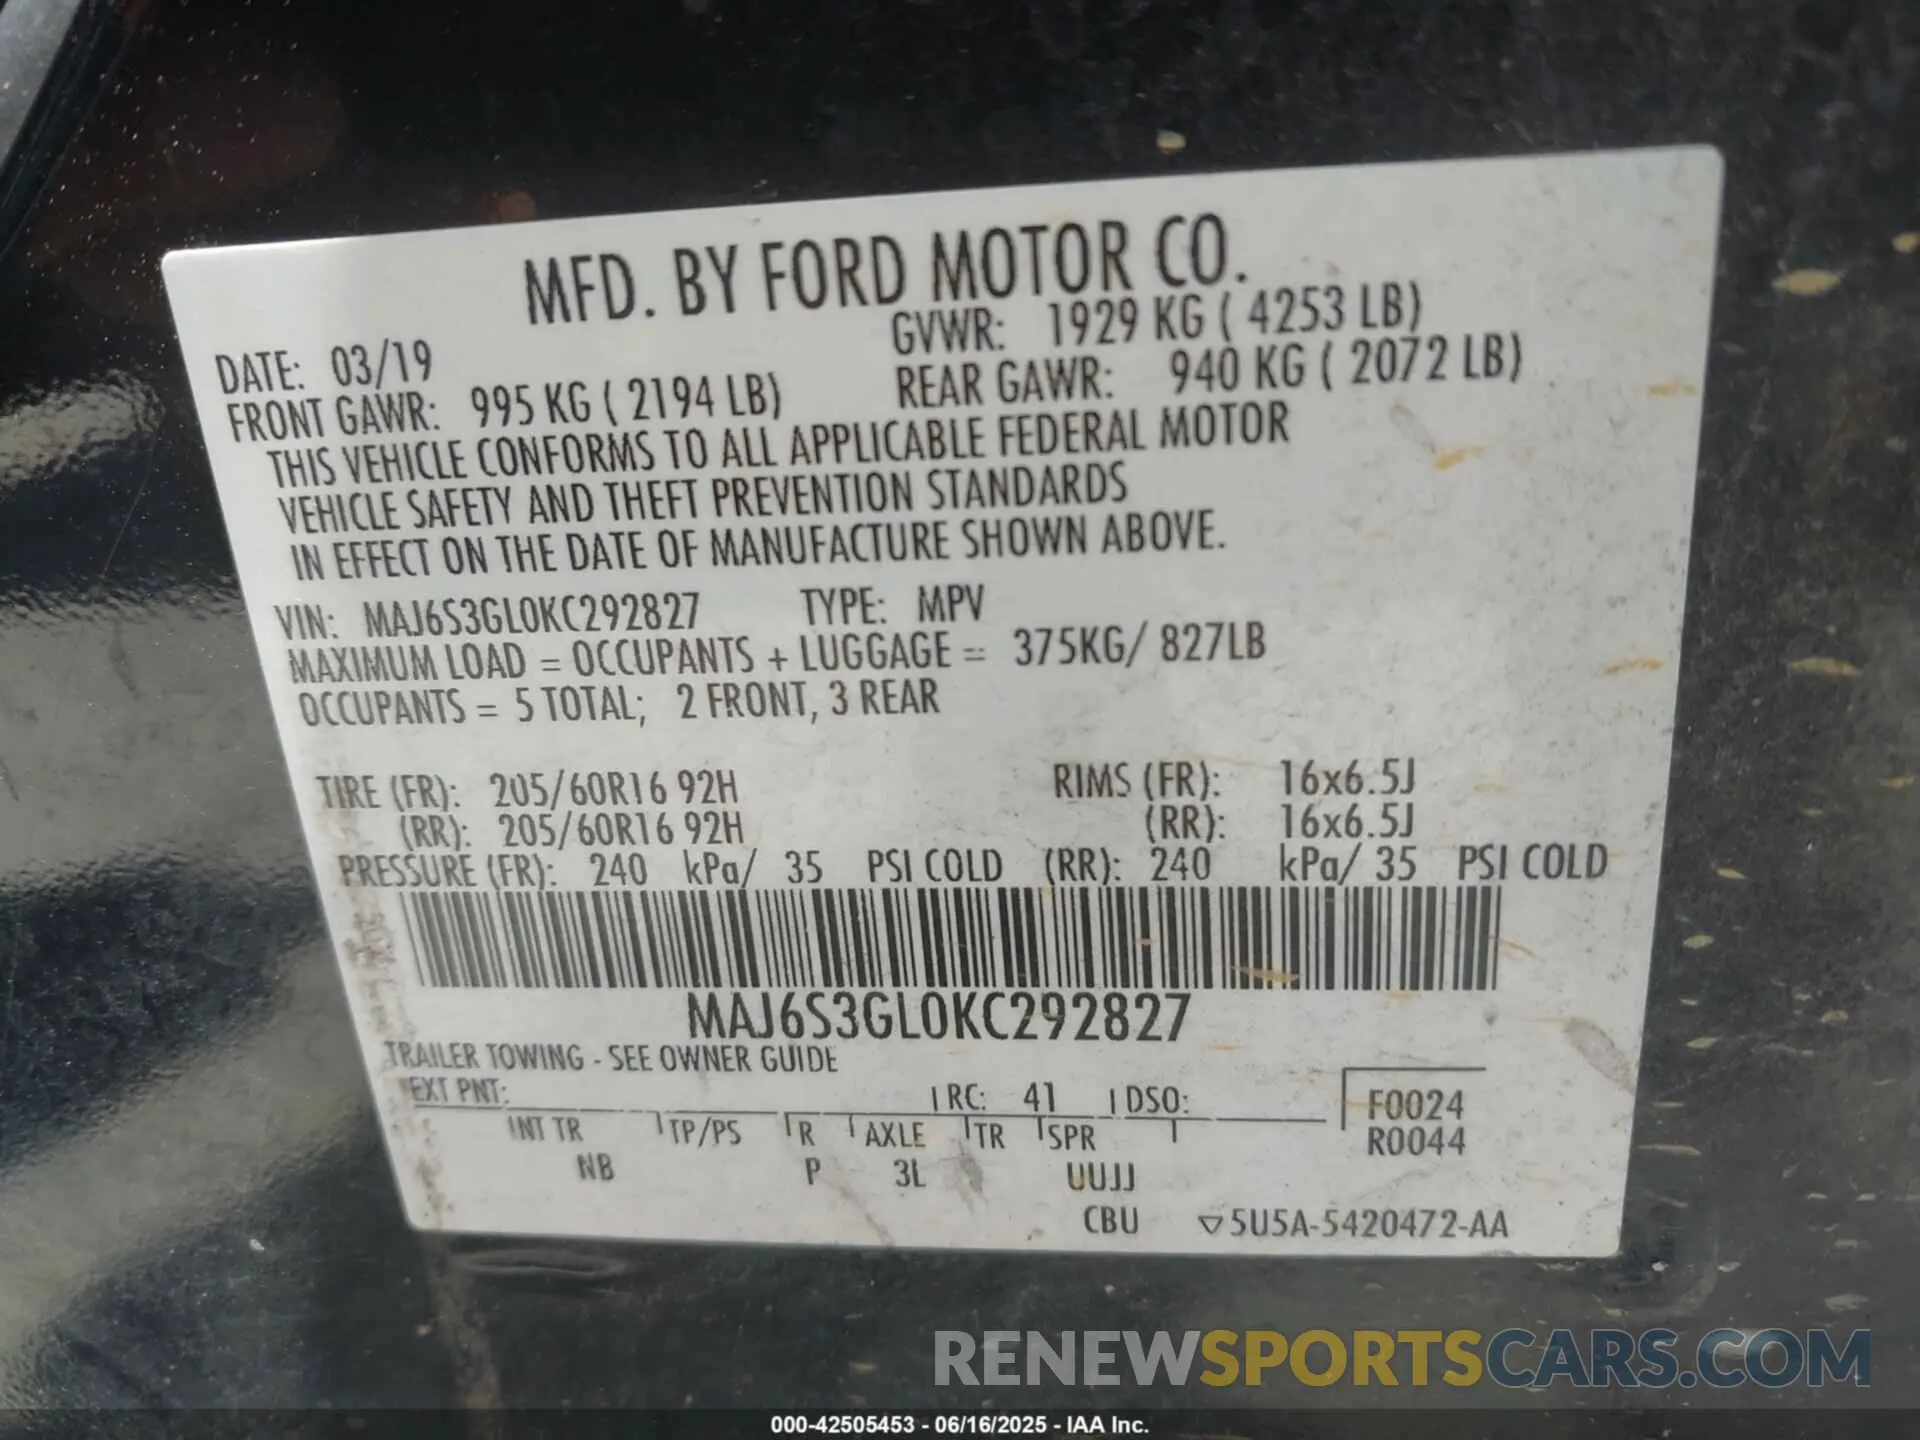 MFD. BY FORD MOTOR CO.
DATE: 03/19 GVWR: 1929 KG ( 4253 LB)
FRONT GAWR: 995 KG ( 2194 LB) REAR GAWR: 940 KG ( 2072 LB)
THIS VEHICLE CONFORMS TO ALL APPLICABLE FEDERAL MOTOR
VEHICLE SAFETY AND THEFT PREVENTION STANDARDS
IN EFFECT ON THE DATE OF MANUFACTURE SHOWN ABOVE.
VIN: MAJ6S3GL0KC292827 TYPE: MPV
MAXIMUM LOAD = OCCUPANTS + LUGGAGE = 375KG/ 827LB
OCCUPANTS = 5 TOTAL; 2 FRONT, 3 REAR
TIRE (FR): 205/60R16 92H RIMS (FR): 16x6.5J
(RR): 205/60R16 92H (RR): 16x6.5J
PRESSURE (FR): 240 kPa/ 35 PSI COLD (RR): 240 kPa/ 35 PSI COLD
MAJ6S3GL0KC292827
TRAILER TOWING - SEE OWNER GUIDE
EXT PNT: RC: 41 DSO: F0024
INT TR TP/PS R AXLE TR SPR R0044
NB P 3L UUJJ
CBU ▽5U5A-5420472-AA
RENEWSPORTSCARS.COM
000-42505453 - 06/16/2025 - IAA Inc.